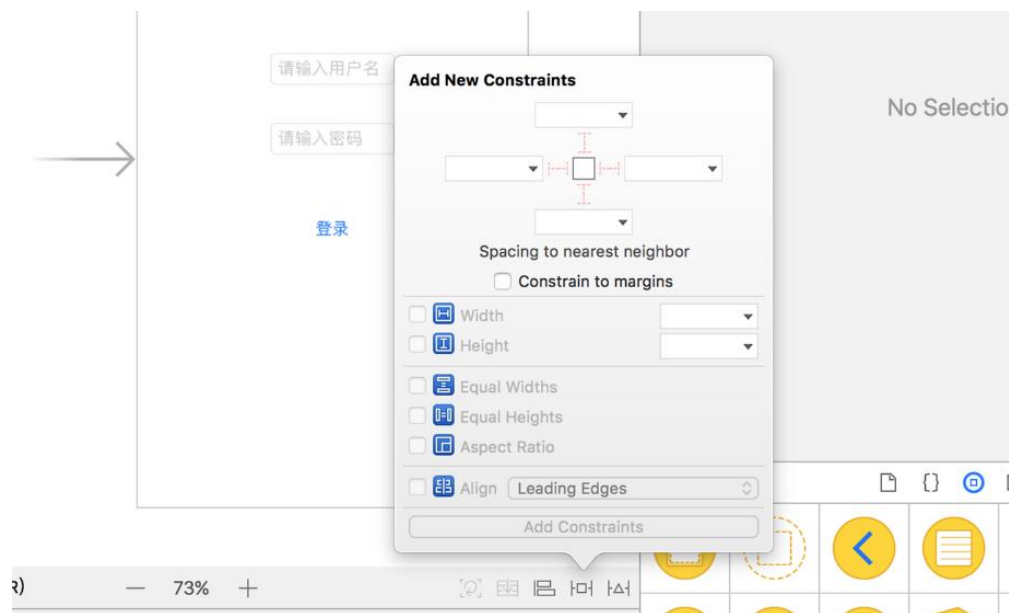 请输入用户名
Add New Constraints
No Selectio
请输入密码
登录
Spacing to nearest neighbor
Constrain to margins
Width
Height
Equal Widths
Equal Heights
Aspect Ratio
{}
Align Leading Edges
Add Constraints
R) — 73% +